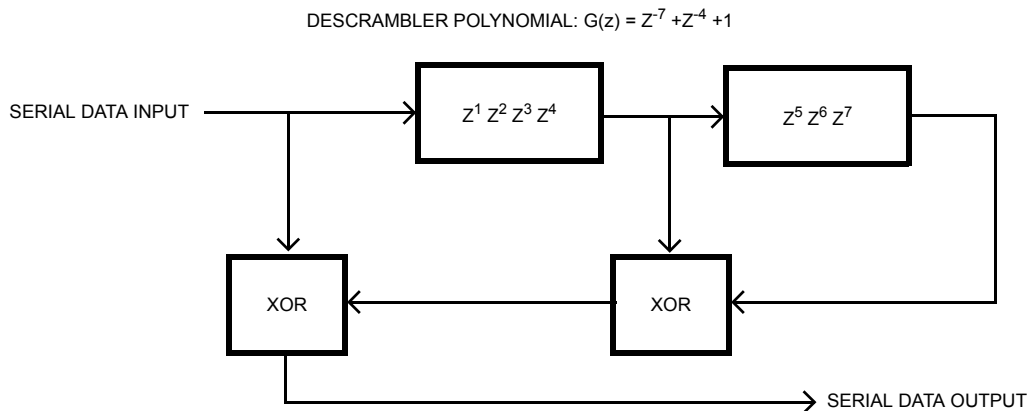 DESCRAMBLER POLYNOMIAL: G(z) = Z⁻⁷ +Z⁻⁴ +1
SERIAL DATA INPUT
Z¹ Z² Z³ Z⁴
Z⁵ Z⁶ Z⁷
XOR
XOR
SERIAL DATA OUTPUT